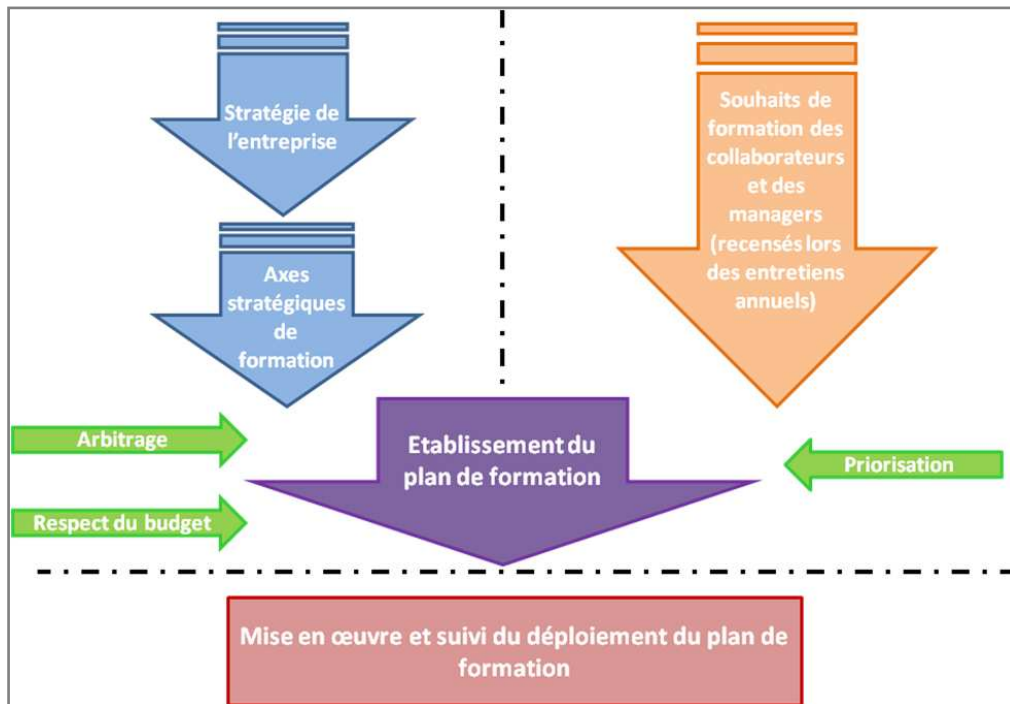 Stratégie de
l'entreprise
Axes
stratégiques
de
formation
Souhaits de
formation des
collaborateurs
et des
managers
(recensés lors
des entretiens
annuels)
Arbitrage
Respect du budget
Etablissement du
plan de formation
Priorisation
Mise en œuvre et suivi du déploiement du plan de
formation